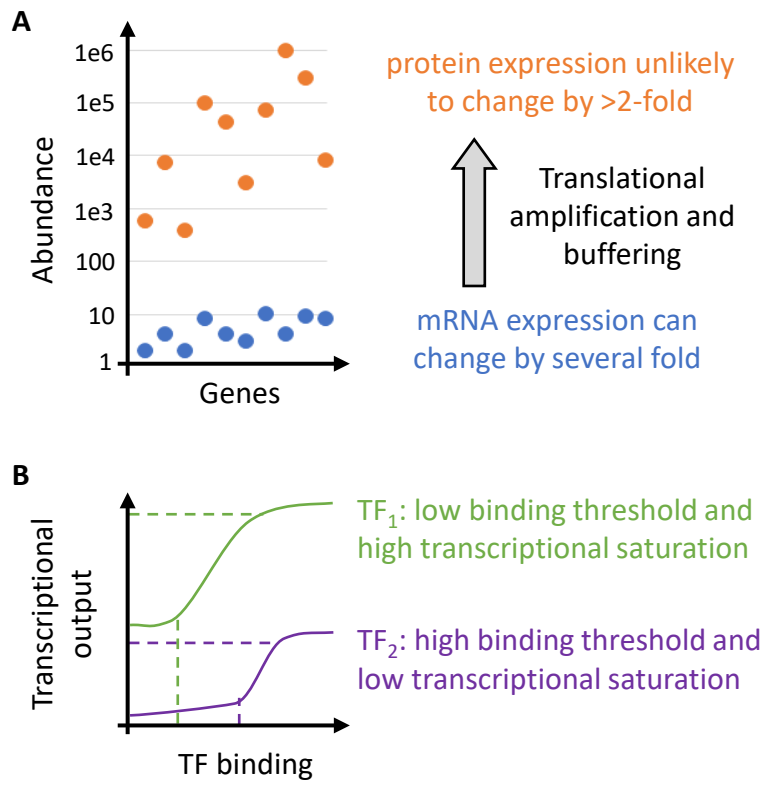 A
Abundance
1e6
1e5
1e4
1e3
100
10
1
Genes
protein expression unlikely
to change by >2-fold
Translational
amplification and
buffering
mRNA expression can
change by several fold
B
Transcriptional
output
TF binding
TF₁: low binding threshold and
high transcriptional saturation
TF₂: high binding threshold and
low transcriptional saturation